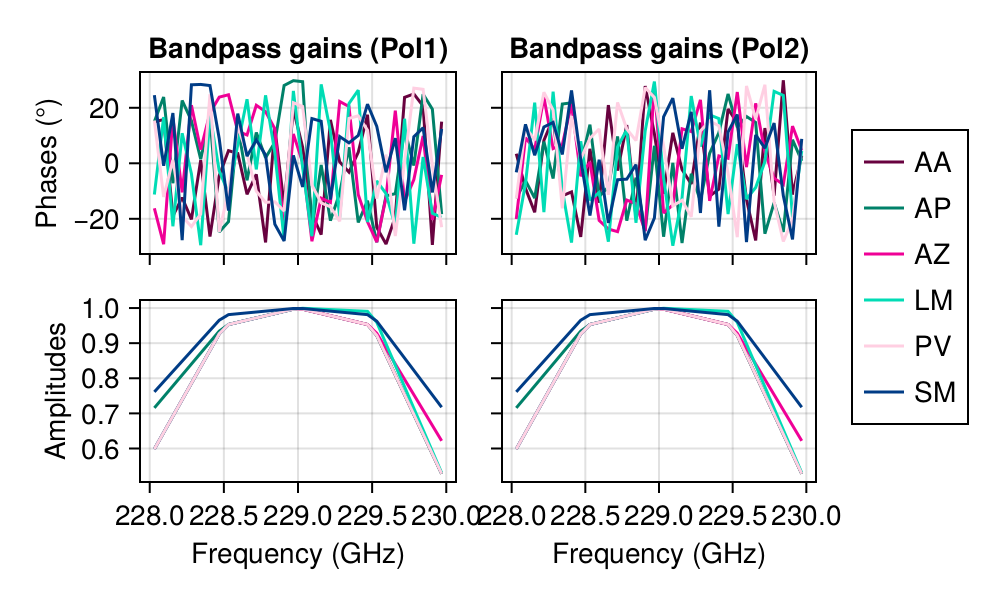 Bandpass gains (Pol1) Bandpass gains (Pol2)
Phases (°)
20
0
−20
Amplitudes
1.0
0.9
0.8
0.7
0.6
228.0 228.5 229.0 229.5 230.0 228.0 228.5 229.0 229.5 230.0
Frequency (GHz) Frequency (GHz)
AA
AP
AZ
LM
PV
SM